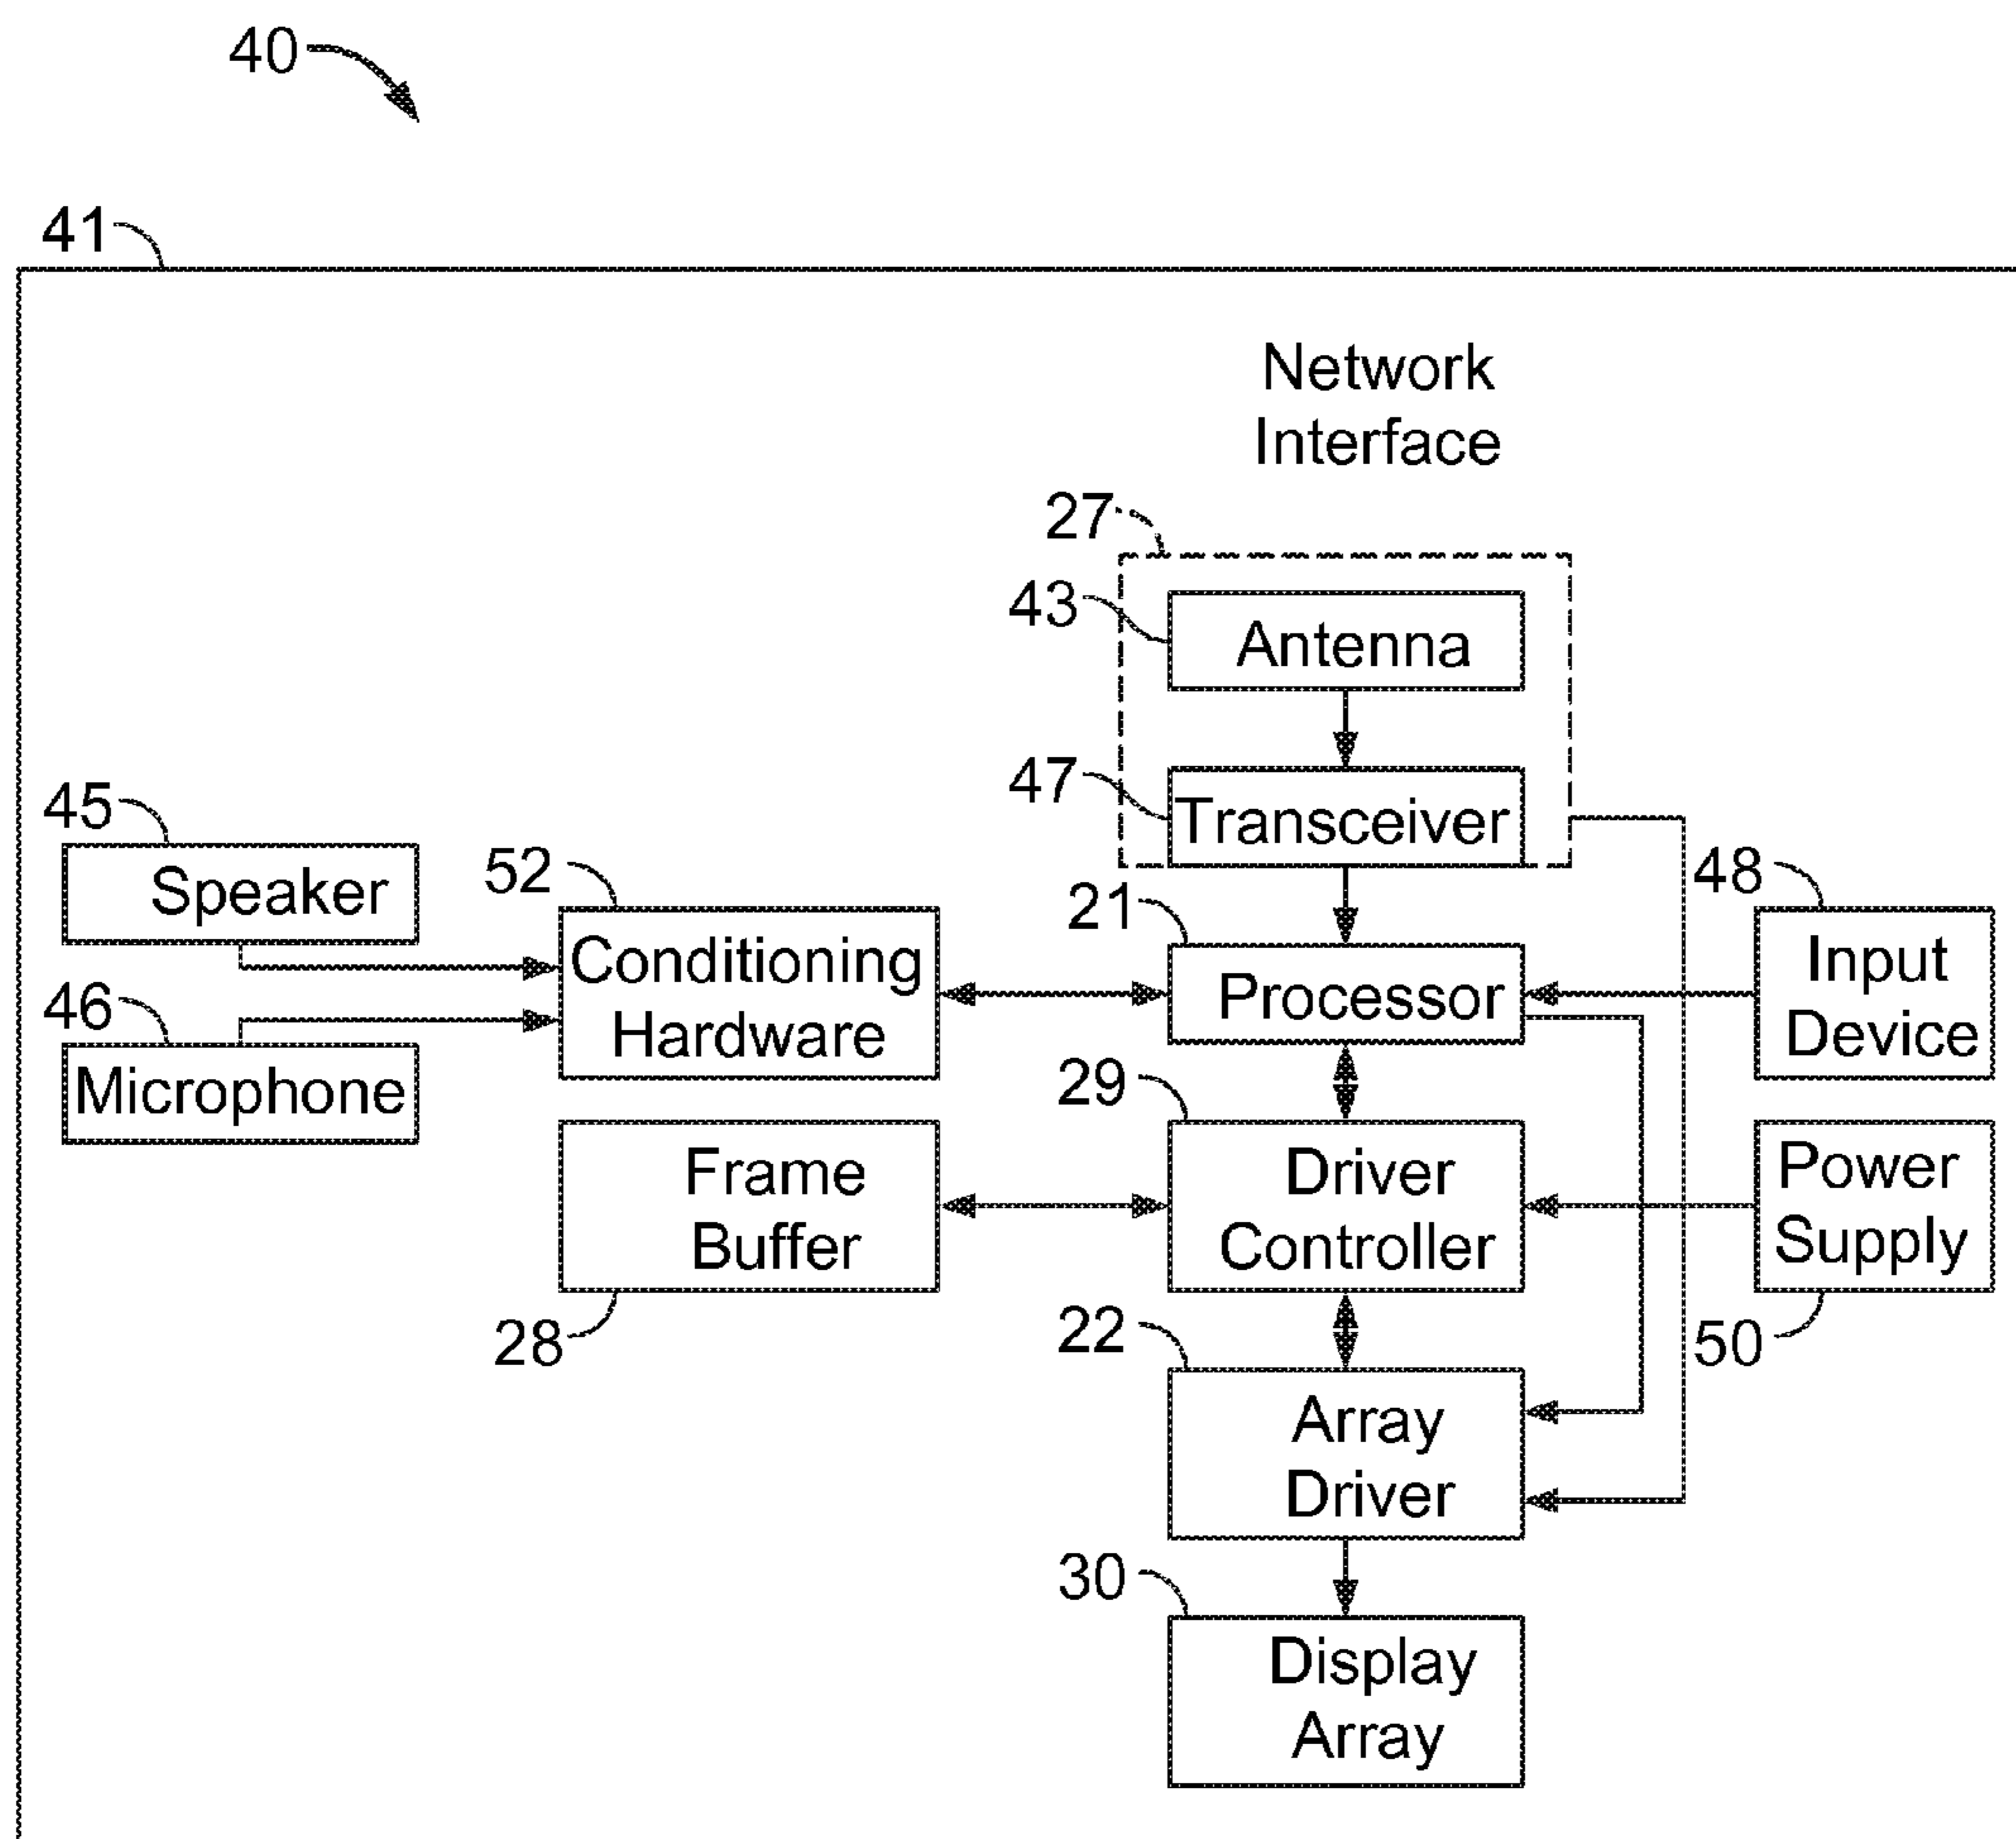 40
41
Network
Interface
27
43
Antenna
47
Transceiver
45
Speaker
52
Conditioning
Hardware
46
Microphone
21
Processor
48
Input
Device
29
Driver
Controller
Frame
Buffer
28
Power
Supply
50
22
Array
Driver
30
Display
Array